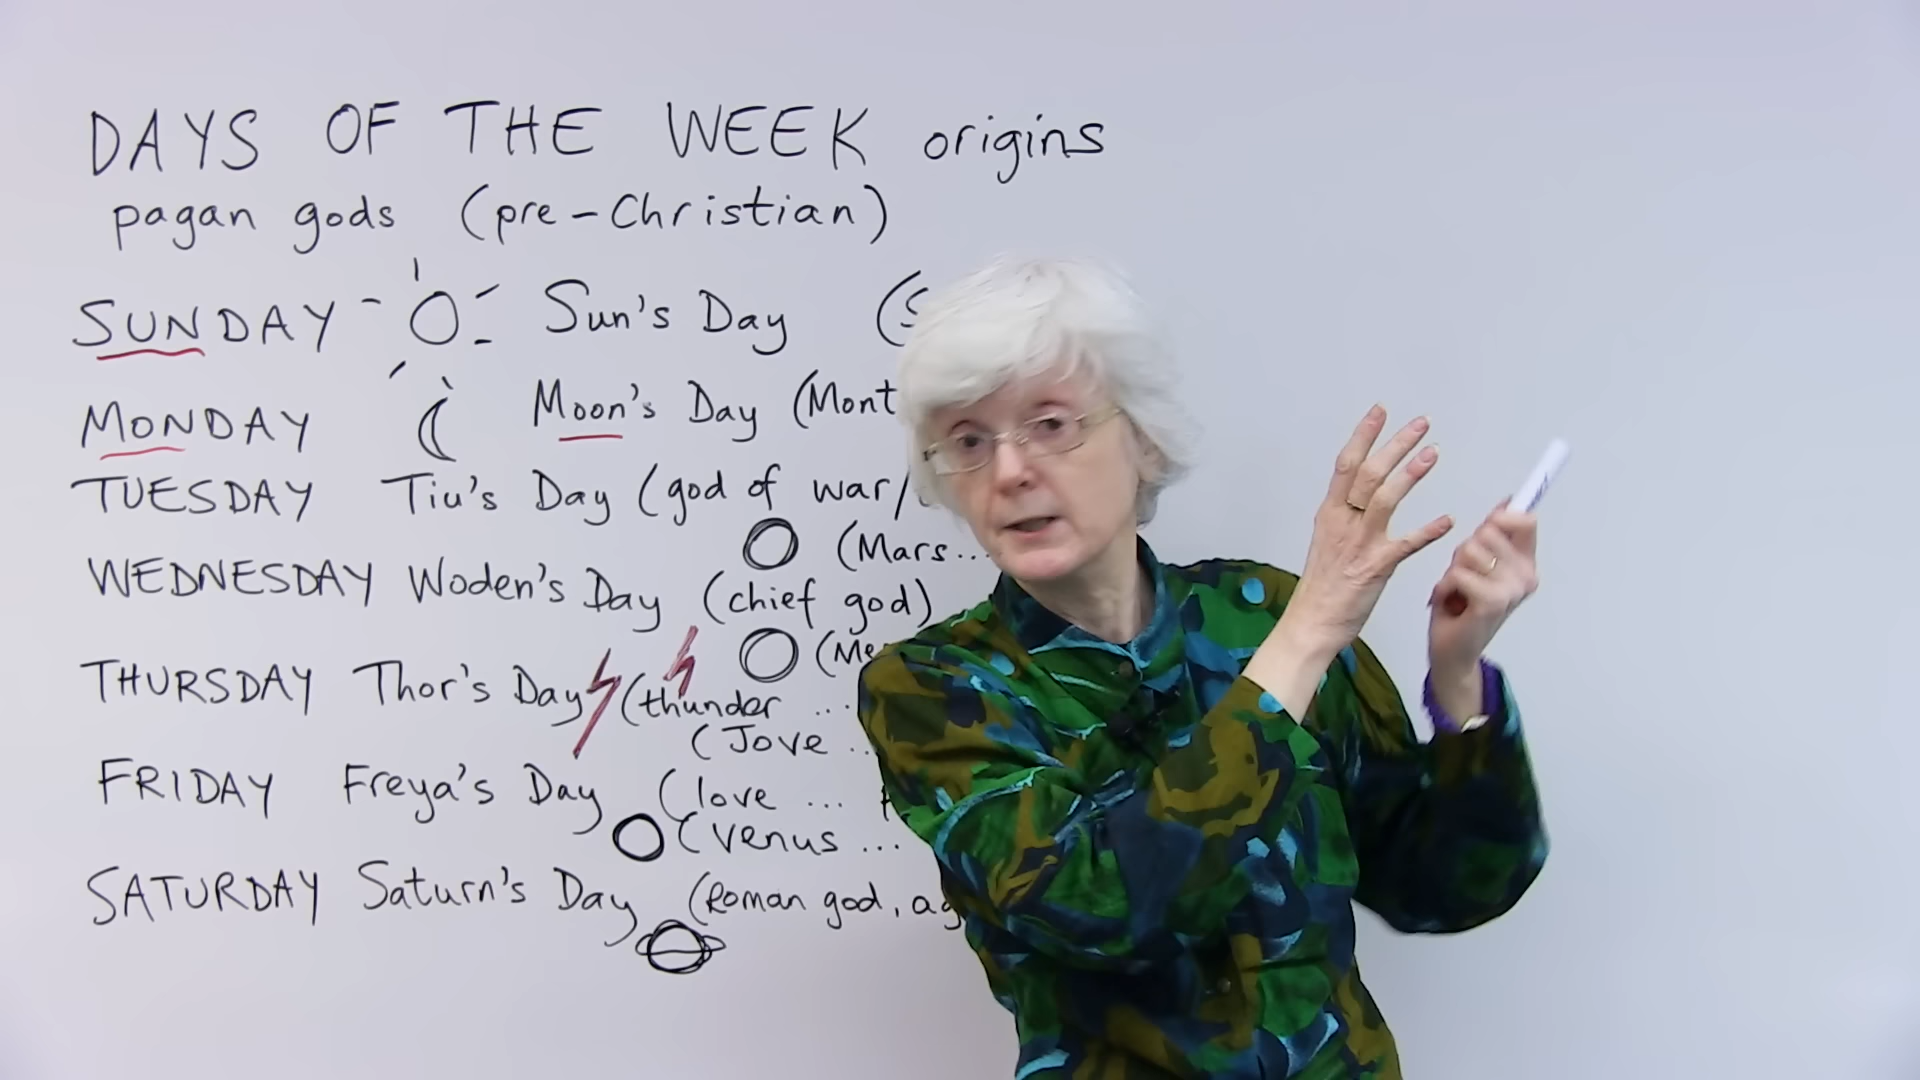 DAYS OF THE WEEK origins
pagan gods (pre-Christian)
SUNDAY Sun's Day (S
MONDAY Moon's Day (Mont
TUESDAY Tiu's Day (god of war/
(Mars...
WEDNESDAY Woden's Day (chief god)
(Me
THURSDAY Thor's Day (thunder ...
(Jove ..
FRIDAY Freya's Day (love ...
(Venus ...
SATURDAY Saturn's Day (Roman god, ag